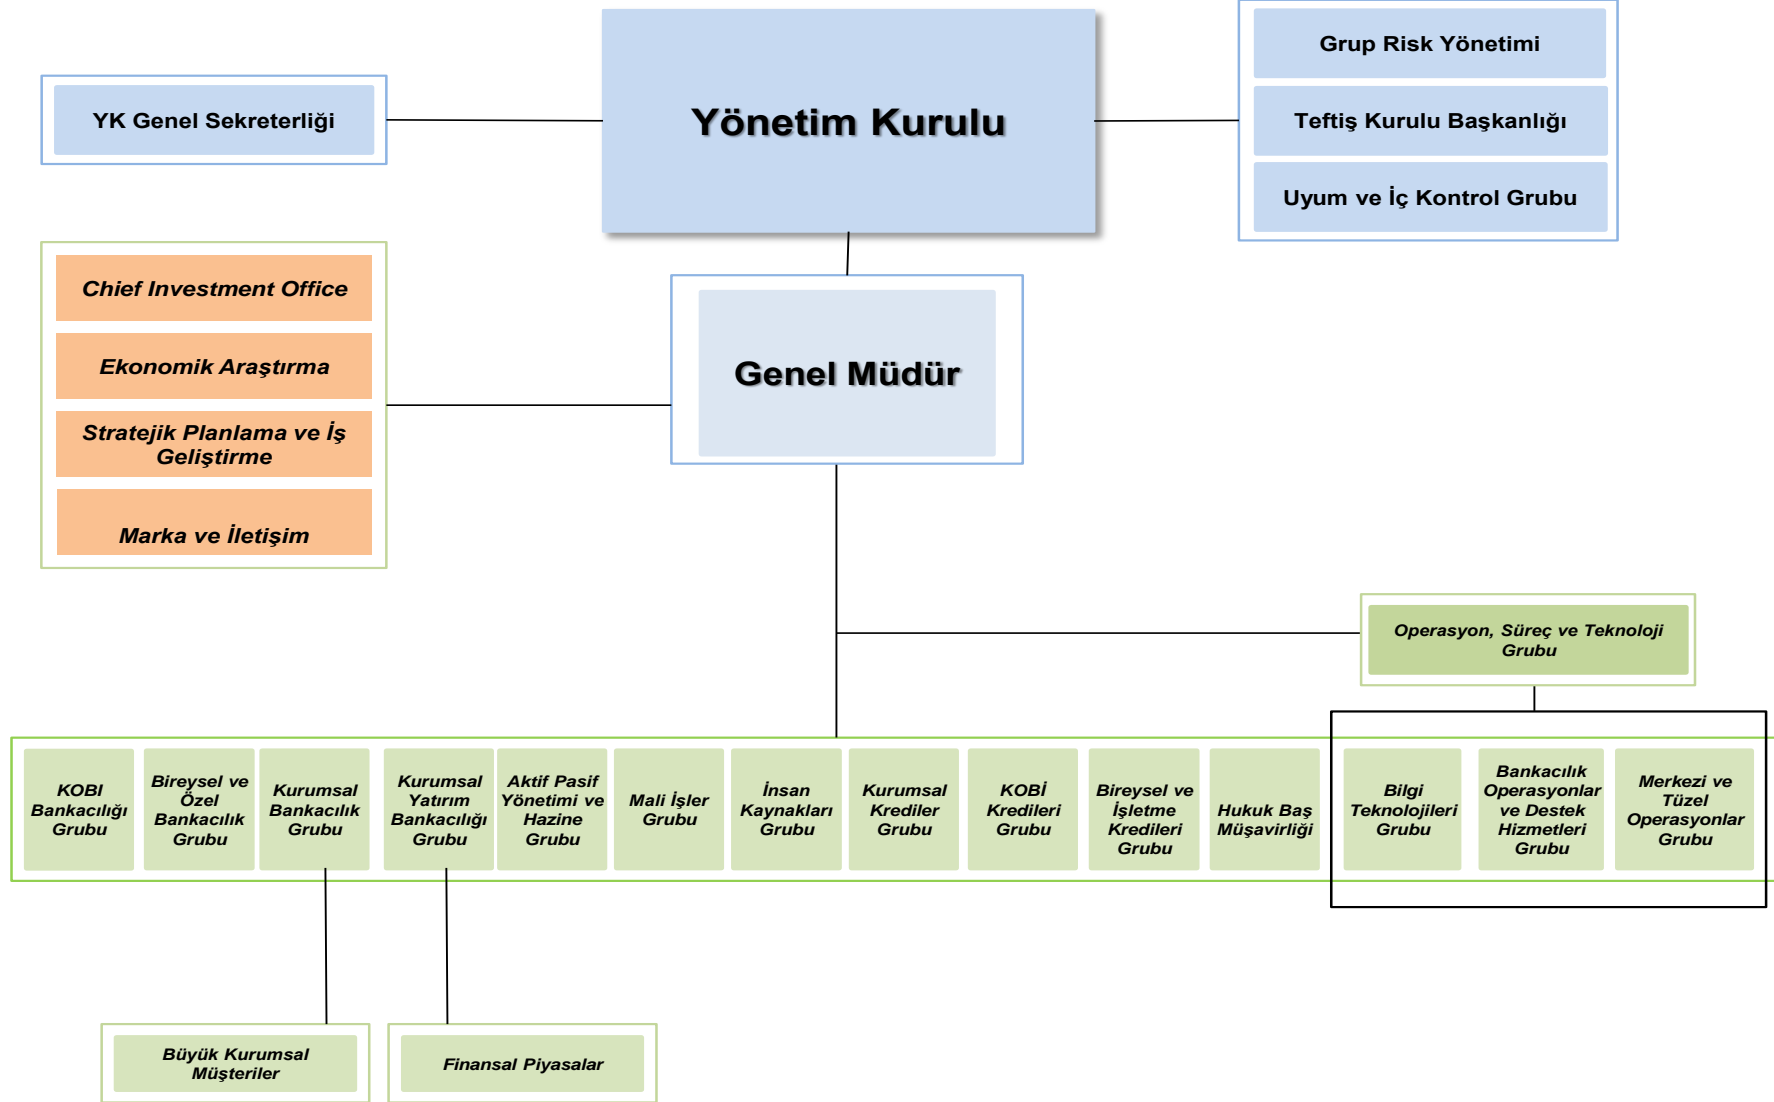 Yönetim Kurulu
YK Genel Sekreterliği
Grup Risk Yönetimi
Teftiş Kurulu Başkanlığı
Uyum ve İç Kontrol Grubu
Genel Müdür
Chief Investment Office
Ekonomik Araştırma
Stratejik Planlama ve İş
Geliştirme
Marka ve İletişim
Operasyon, Süreç ve Teknoloji
Grubu
KOBI
Bankacılığı
Grubu
Bireysel ve
Özel
Bankacılık
Grubu
Kurumsal
Bankacılık
Grubu
Kurumsal
Yatırım
Bankacılığı
Grubu
Aktif Pasif
Yönetimi ve
Hazine
Grubu
Mali İşler
Grubu
İnsan
Kaynakları
Grubu
Kurumsal
Krediler
Grubu
KOBİ
Kredileri
Grubu
Bireysel ve
İşletme
Kredileri
Grubu
Hukuk Baş
Müşavirliği
Bilgi
Teknolojileri
Grubu
Bankacılık
Operasyonlar
ve Destek
Hizmetleri
Grubu
Merkezi ve
Tüzel
Operasyonlar
Grubu
Büyük Kurumsal
Müşteriler
Finansal Piyasalar